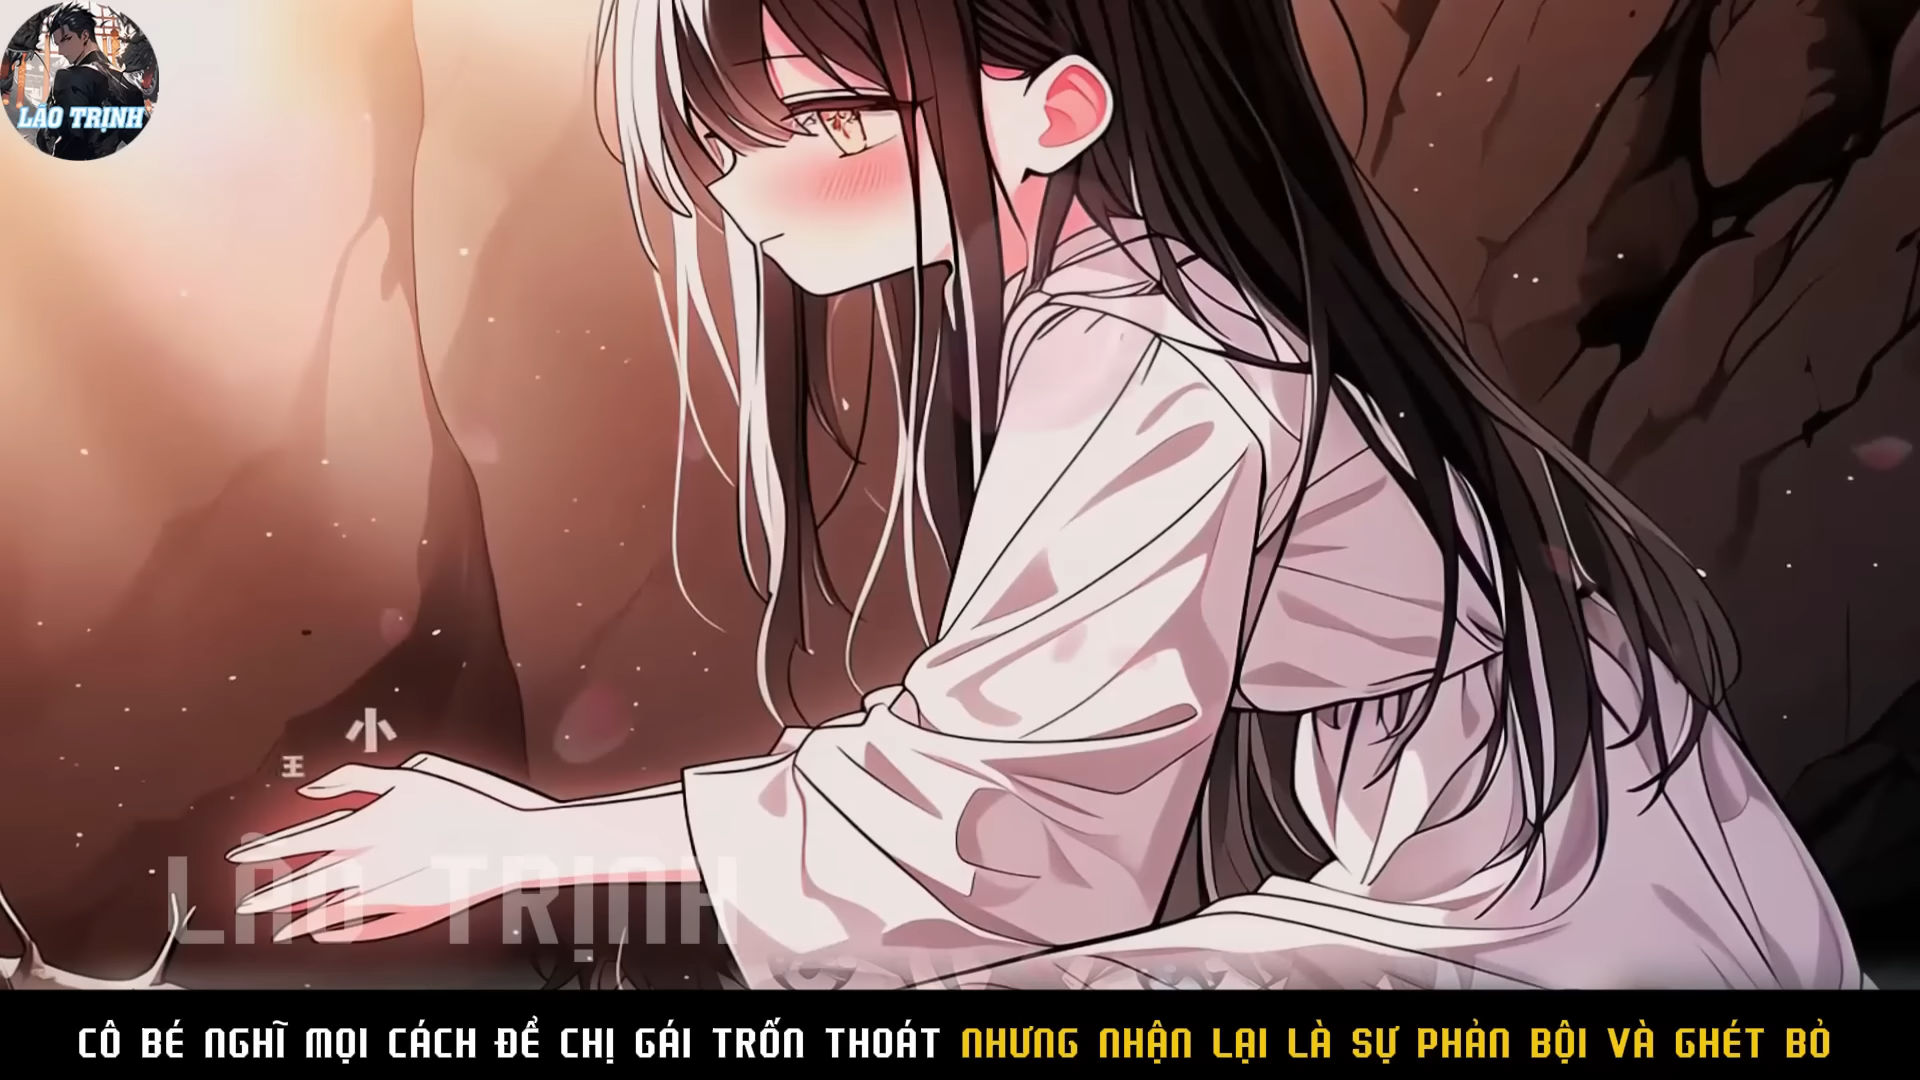 LÃO TRỊNH
小
王
LÃO TRỊNH
CÔ BÉ NGHĨ MỌI CÁCH ĐỂ CHỊ GÁI TRỐN THOÁT NHƯNG NHẬN LẠI LÀ SỰ PHẢN BỘI VÀ GHÉT BỎ